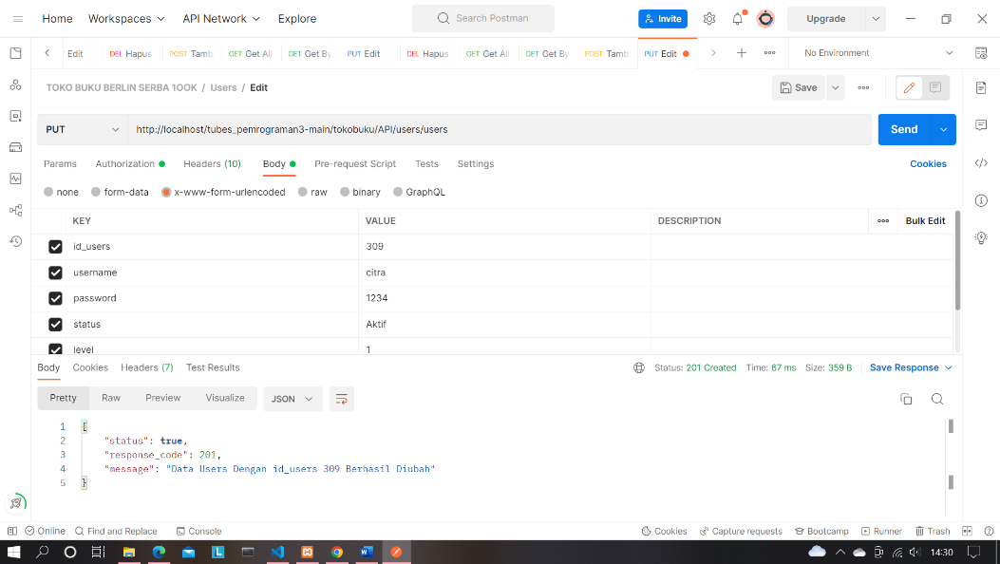 Home Workspaces API Network Explore Search Postman Invite Upgrade
Edit DEL Hapus POST Tamb GET Get All GET Get By PUT Edit DEL Hapus GET Get All GET Get By POST Tamb PUT Edit No Environment
TOKO BUKU BERLIN SERBA 1OOK / Users / Edit Save
PUT http://localhost/tubes_pemrograman3-main/tokobuku/API/users/users Send
Params Authorization Headers (10) Body Pre-request Script Tests Settings Cookies
none form-data x-www-form-urlencoded raw binary GraphQL
KEY VALUE DESCRIPTION Bulk Edit
id_users 309
username citra
password 1234
status Aktif
level 1
Body Cookies Headers (7) Test Results Status: 201 Created Time: 67 ms Size: 359 B Save Response
Pretty Raw Preview Visualize JSON
1 {
2 "status": true,
3 "response_code": 201,
4 "message": "Data Users Dengan id_users 309 Berhasil Diubah"
5 }
Online Find and Replace Console Cookies Capture requests Bootcamp Runner Trash
14:30